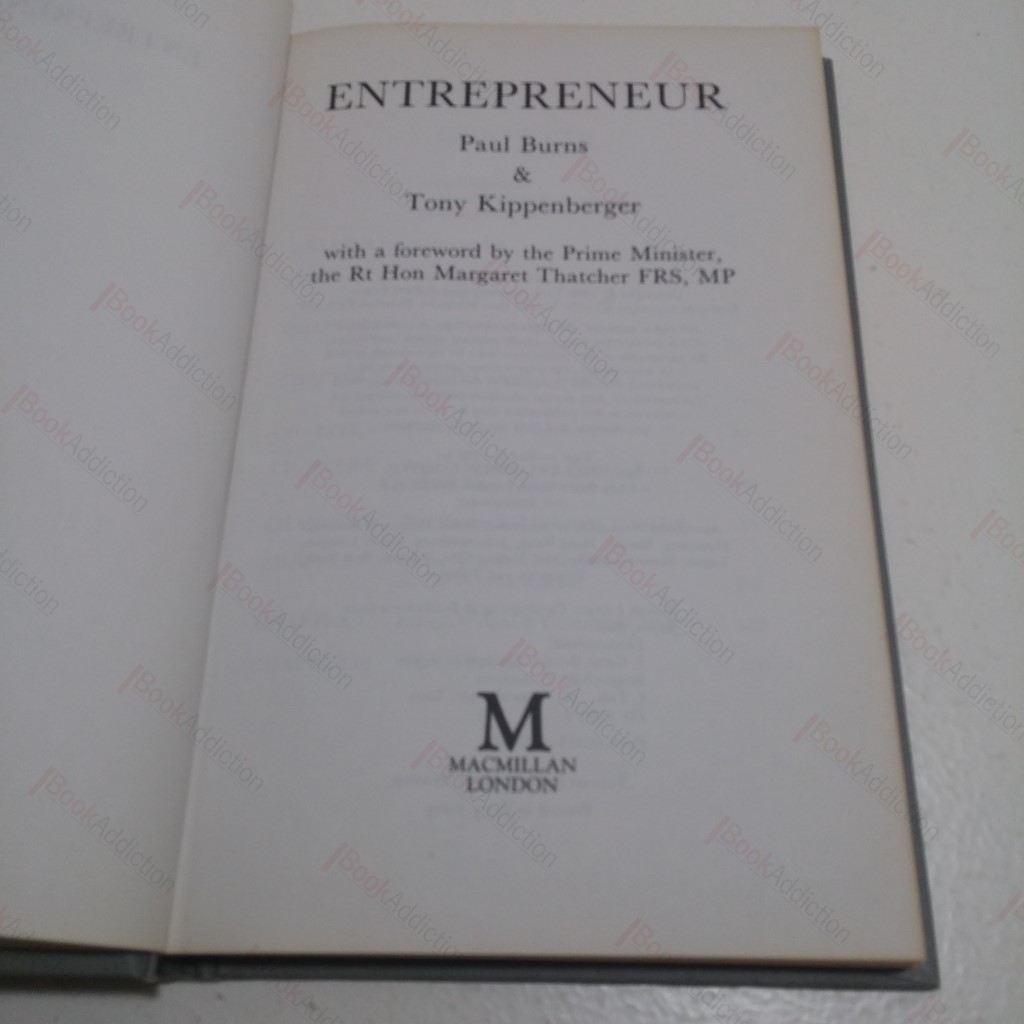 ENTREPRENEUR
Paul Burns
&
Tony Kippenberger
with a foreword by the Prime Minister,
the Rt Hon Margaret Thatcher FRS, MP
M
MACMILLAN
LONDON
BookAddiction